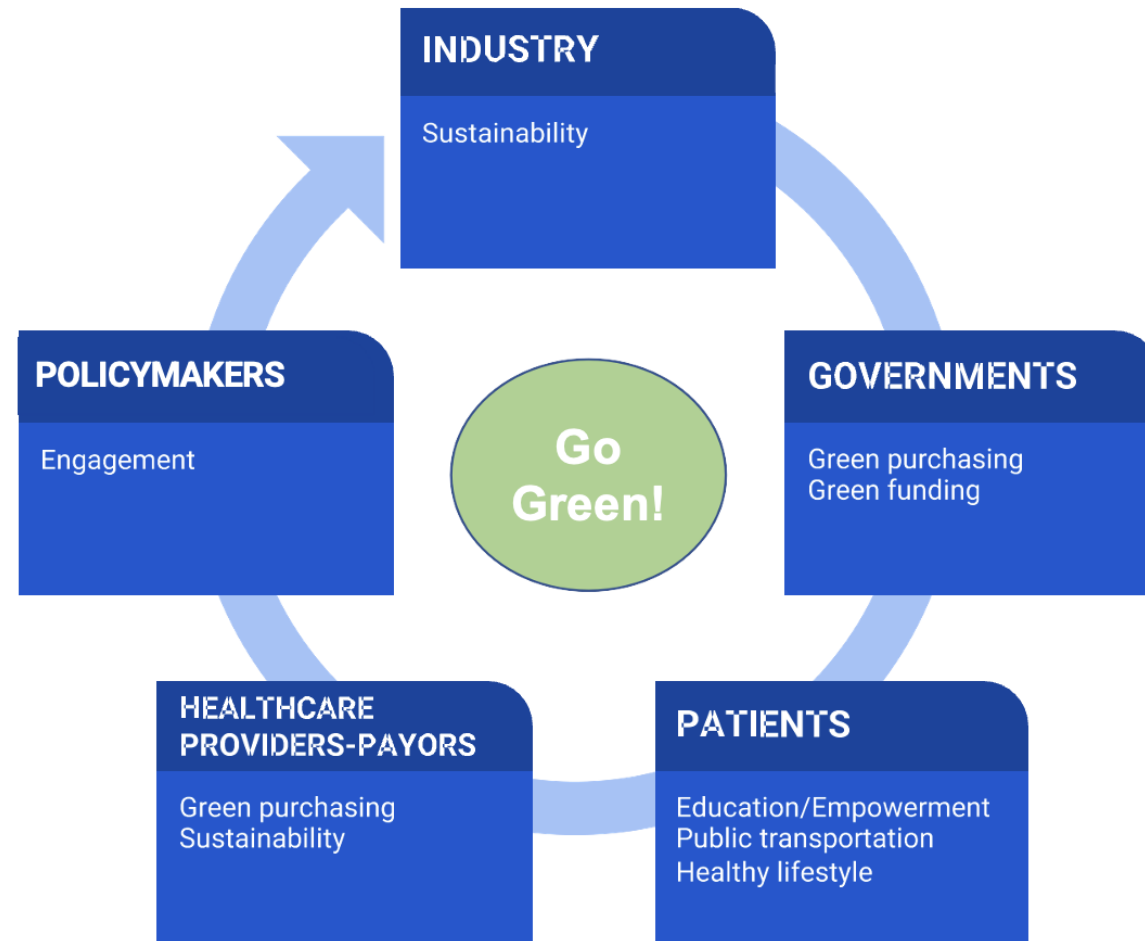 INDUSTRY
Sustainability
GOVERNMENTS
Green purchasing
Green funding
PATIENTS
Education/Empowerment
Public transportation
Healthy lifestyle
HEALTHCARE
PROVIDERS-PAYORS
Green purchasing
Sustainability
POLICYMAKERS
Engagement
Go
Green!